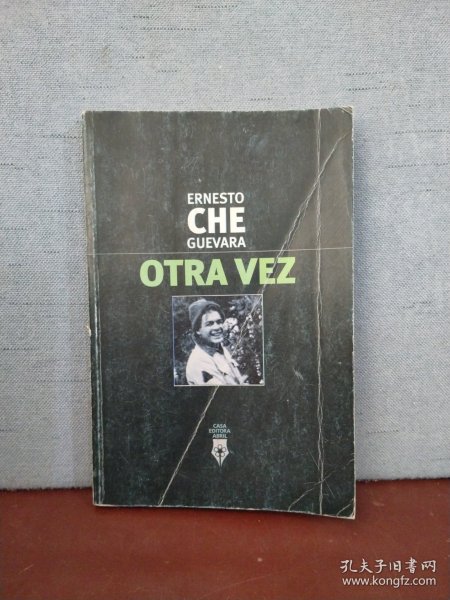 ERNESTO
CHE
GUEVARA
OTRA VEZ
CASA
EDITORA
ABRIL
孔夫子旧书网
www.kongfz.com